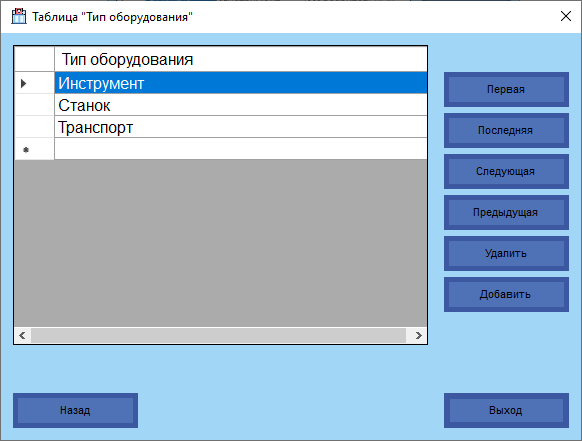 Таблица "Тип оборудования"
Тип оборудования
Инструмент
Станок
Транспорт
Первая
Последняя
Следующая
Предыдущая
Удалить
Добавить
Назад
Выход